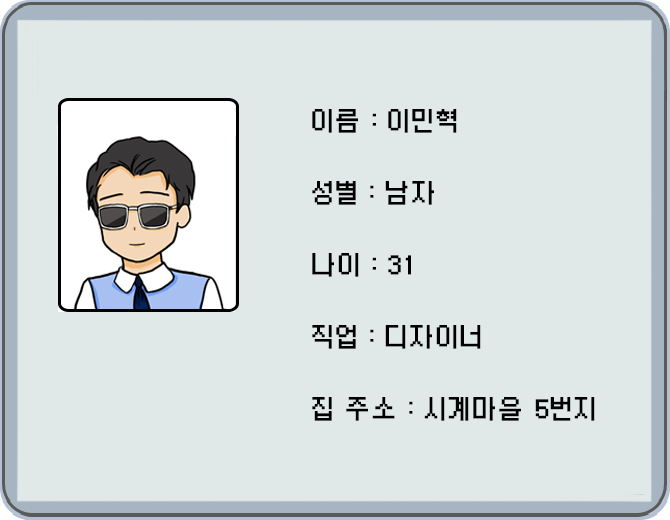 이름 : 이민혁
성별 : 남자
나이 : 31
직업 : 디자이너
집 주소 : 시계마을 5번지